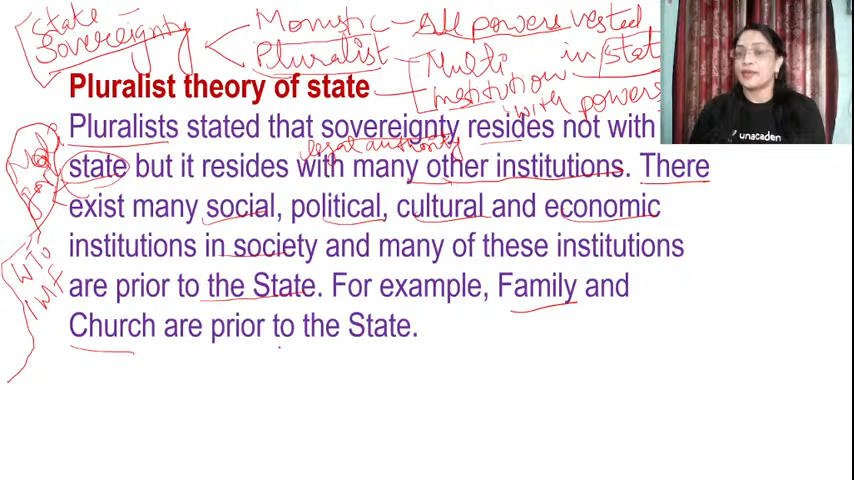 State
Sovereignty
Monistic - All powers vested
in/state
Pluralist - Multi
Institution
with powers
Pluralist theory of state
Pluralists stated that sovereignty resides not with
legal authority
state but it resides with many other institutions. There
exist many social, political, cultural and economic
institutions in society and many of these institutions
are prior to the State. For example, Family and
Church are prior to the State.
WTO
IMF
unacaden